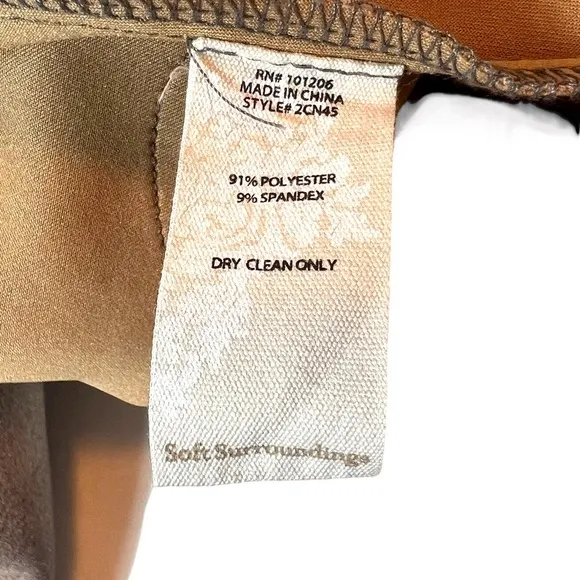 RN# 101206
MADE IN CHINA
STYLE# 2CN45
91% POLYESTER
9% SPANDEX
DRY CLEAN ONLY
Soft Surroundings